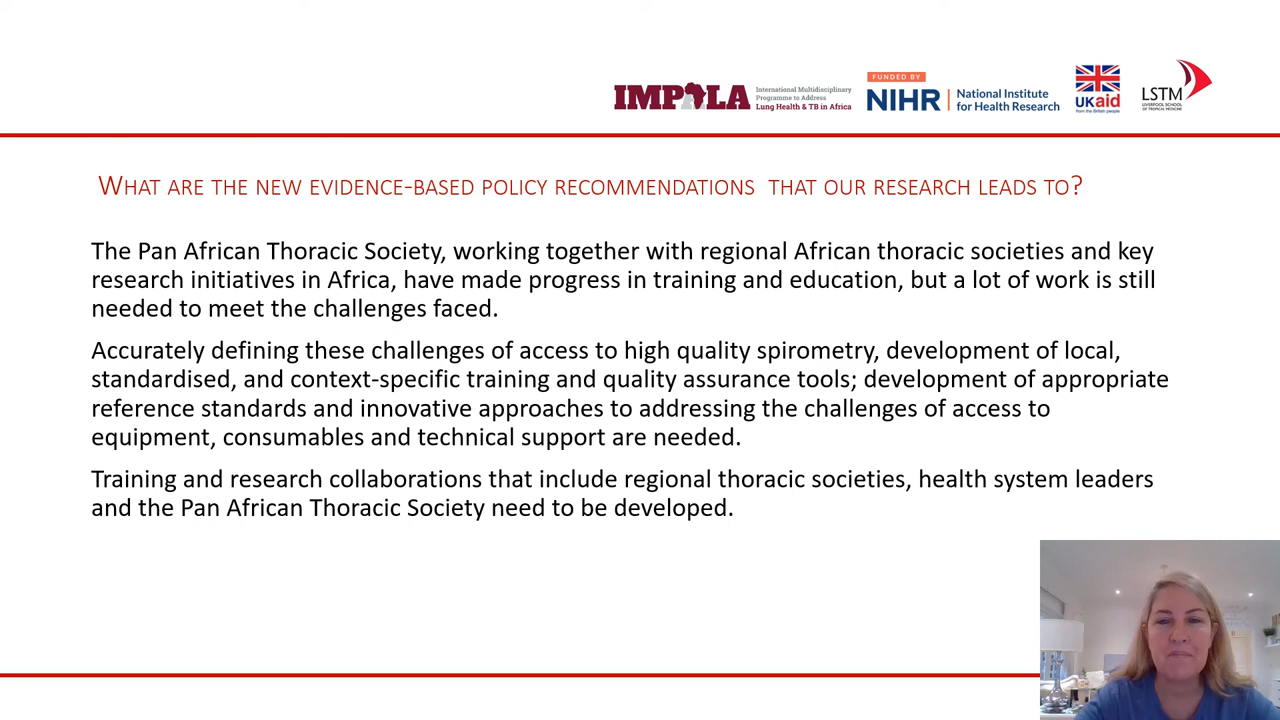 IMPALA
International Multidisciplinary
Programme to Address
Lung Health & TB in Africa
FUNDED BY
NIHR
National Institute
for Health Research
UKaid
from the British people
LSTM
LIVERPOOL SCHOOL
OF TROPICAL MEDICINE
WHAT ARE THE NEW EVIDENCE-BASED POLICY RECOMMENDATIONS THAT OUR RESEARCH LEADS TO?
The Pan African Thoracic Society, working together with regional African thoracic societies and key
research initiatives in Africa, have made progress in training and education, but a lot of work is still
needed to meet the challenges faced.
Accurately defining these challenges of access to high quality spirometry, development of local,
standardised, and context-specific training and quality assurance tools; development of appropriate
reference standards and innovative approaches to addressing the challenges of access to
equipment, consumables and technical support are needed.
Training and research collaborations that include regional thoracic societies, health system leaders
and the Pan African Thoracic Society need to be developed.